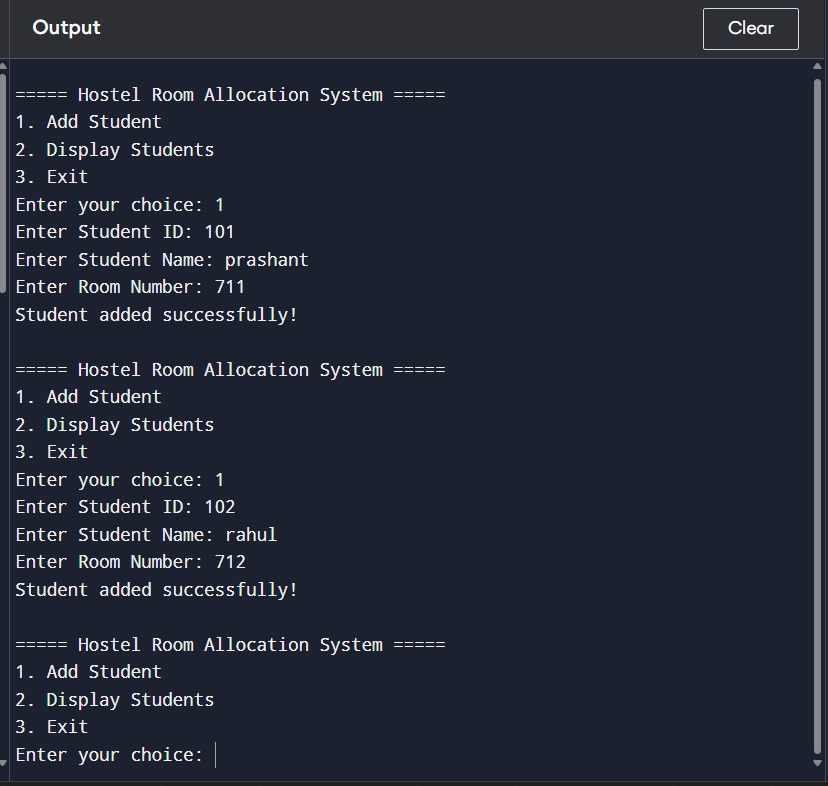 Output
Clear
===== Hostel Room Allocation System =====
1. Add Student
2. Display Students
3. Exit
Enter your choice: 1
Enter Student ID: 101
Enter Student Name: prashant
Enter Room Number: 711
Student added successfully!
===== Hostel Room Allocation System =====
1. Add Student
2. Display Students
3. Exit
Enter your choice: 1
Enter Student ID: 102
Enter Student Name: rahul
Enter Room Number: 712
Student added successfully!
===== Hostel Room Allocation System =====
1. Add Student
2. Display Students
3. Exit
Enter your choice: